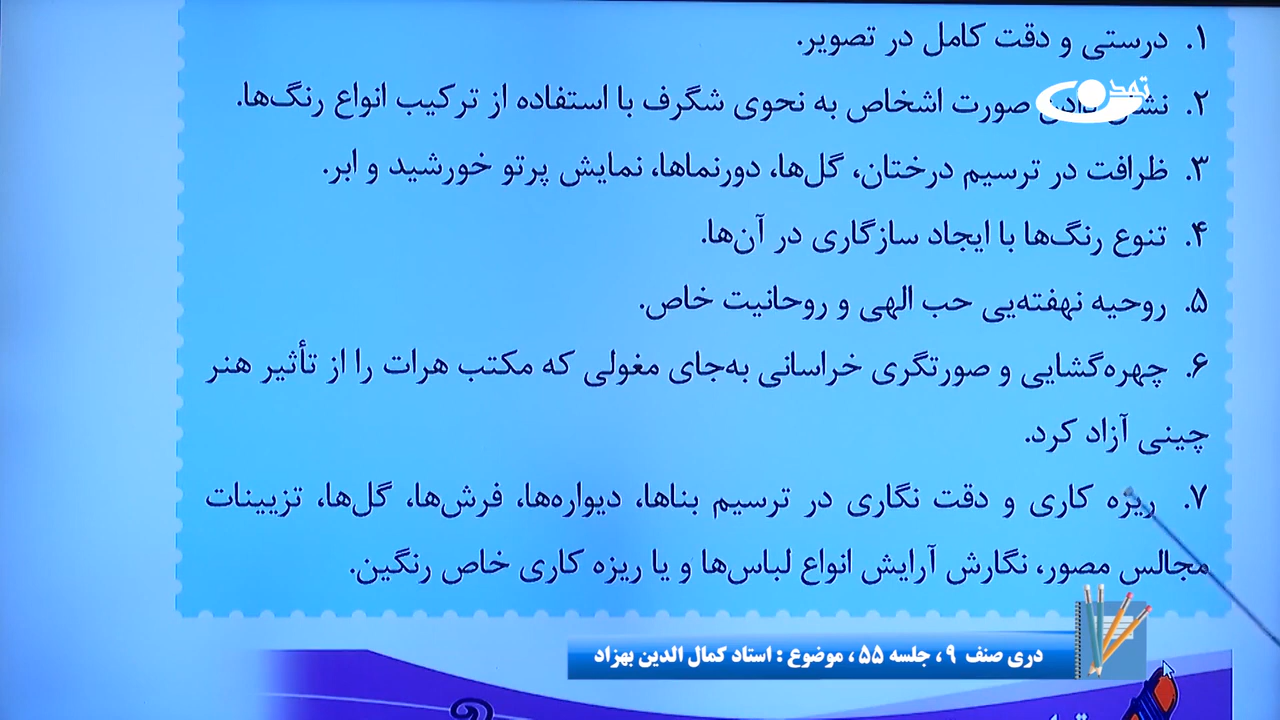 ۱. درستی و دقت کامل در تصویر.
تمدن
۲. نشان دادن صورت اشخاص به نحوی شگرف با استفاده از ترکیب انواع رنگ‌ها.
۳. ظرافت در ترسیم درختان، گل‌ها، دورنماها، نمایش پرتو خورشید و ابر.
۴. تنوع رنگ‌ها با ایجاد سازگاری در آن‌ها.
۵. روحیه نهفته‌یی حب الهی و روحانیت خاص.
۶. چهره‌گشایی و صورتگری خراسانی به‌جای مغولی که مکتب هرات را از تأثیر هنر
چینی آزاد کرد.
۷. ریزه کاری و دقت نگاری در ترسیم بناها، دیواره‌ها، فرش‌ها، گل‌ها، تزیینات
مجالس مصور، نگارش آرایش انواع لباس‌ها و یا ریزه کاری خاص رنگین.
دری صنف ۹، جلسه ۵۵، موضوع : استاد کمال الدین بهزاد